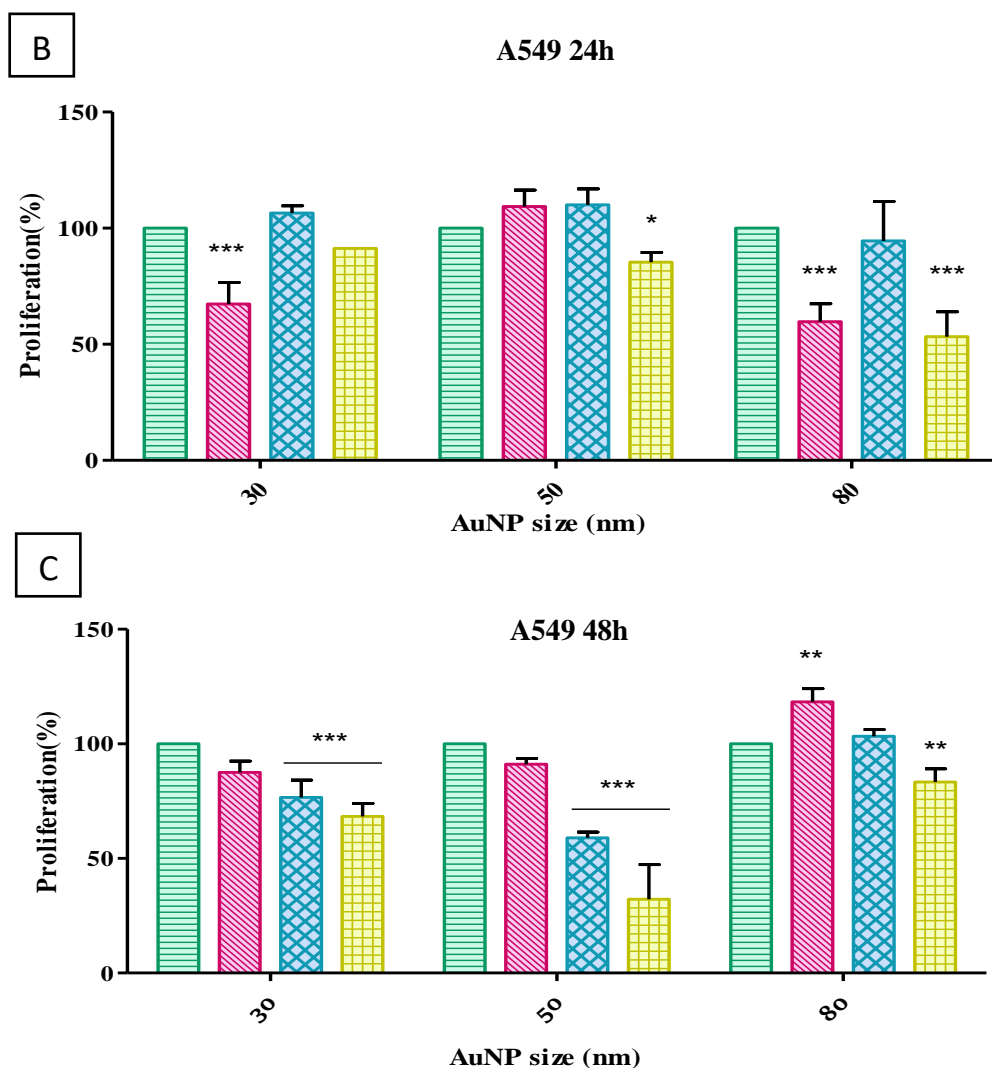 B
A549 24h
Proliferation(%)
150
100
50
0
***
*
***
***
30
50
80
AuNP size (nm)
C
A549 48h
Proliferation(%)
150
100
50
0
***
***
**
**
30
50
80
AuNP size (nm)